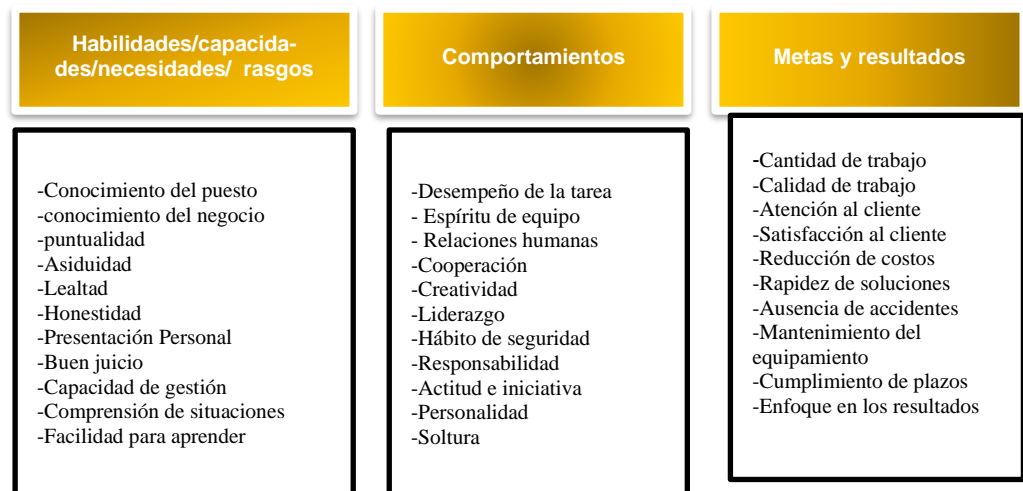 Habilidades/capacida-
des/necesidades/ rasgos
-Conocimiento del puesto
-conocimiento del negocio
-puntualidad
-Asiduidad
-Lealtad
-Honestidad
-Presentación Personal
-Buen juicio
-Capacidad de gestión
-Comprensión de situaciones
-Facilidad para aprender
Comportamientos
-Desempeño de la tarea
- Espíritu de equipo
- Relaciones humanas
-Cooperación
-Creatividad
-Liderazgo
-Hábito de seguridad
-Responsabilidad
-Actitud e iniciativa
-Personalidad
-Soltura
Metas y resultados
-Cantidad de trabajo
-Calidad de trabajo
-Atención al cliente
-Satisfacción al cliente
-Reducción de costos
-Rapidez de soluciones
-Ausencia de accidentes
-Mantenimiento del
equipamiento
-Cumplimiento de plazos
-Enfoque en los resultados